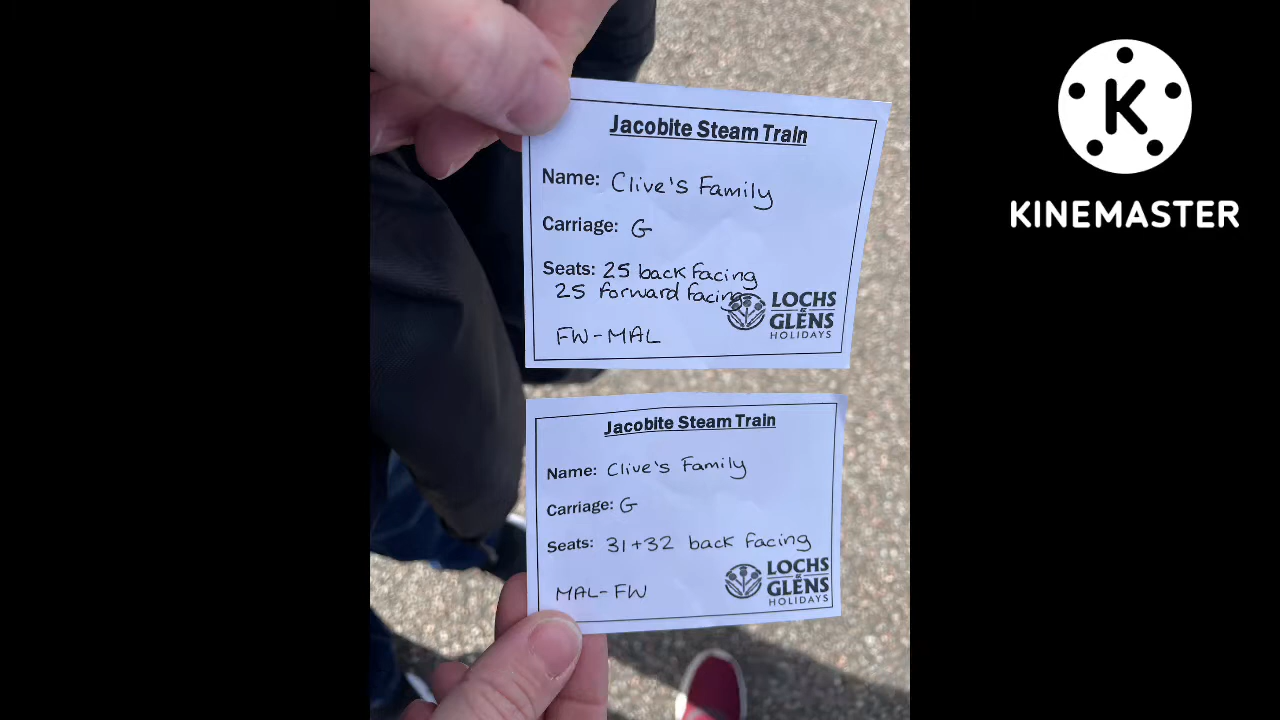 Jacobite Steam Train
Name: Clive's Family
Carriage: G
Seats: 25 back facing
25 forward facing
LOCHS
&
GLENS
HOLIDAYS
FW-MAL
Jacobite Steam Train
Name: Clive's Family
Carriage: G
Seats: 31+32 back facing
LOCHS
&
GLENS
HOLIDAYS
MAL-FW
K
KINEMASTER